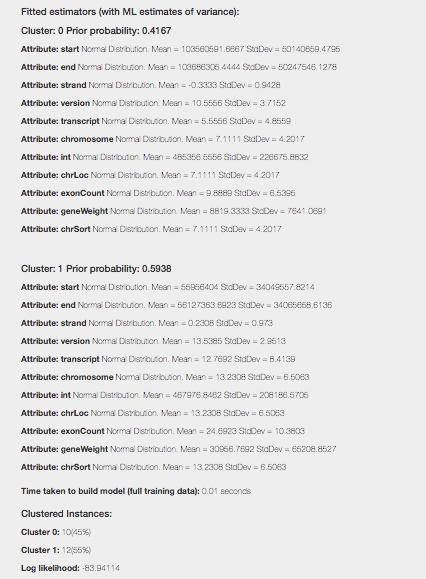 Fitted estimators (with ML estimates of variance):
Cluster: 0 Prior probability: 0.4167
Attribute: start Normal Distribution. Mean = 103560591.6667 StdDev = 50140659.4795
Attribute: end Normal Distribution. Mean = 103686305.4444 StdDev = 50247546.1278
Attribute: strand Normal Distribution. Mean = -0.3333 StdDev = 0.9428
Attribute: version Normal Distribution. Mean = 10.5556 StdDev = 3.7152
Attribute: transcript Normal Distribution. Mean = 5.5556 StdDev = 4.8559
Attribute: chromosome Normal Distribution. Mean = 7.1111 StdDev = 4.2017
Attribute: int Normal Distribution. Mean = 485356.5556 StdDev = 226675.8832
Attribute: chrLoc Normal Distribution. Mean = 7.1111 StdDev = 4.2017
Attribute: exonCount Normal Distribution. Mean = 9.8889 StdDev = 6.5395
Attribute: geneWeight Normal Distribution. Mean = 8819.3333 StdDev = 7641.0691
Attribute: chrSort Normal Distribution. Mean = 7.1111 StdDev = 4.2017
Cluster: 1 Prior probability: 0.5938
Attribute: start Normal Distribution. Mean = 55956404 StdDev = 34049557.8214
Attribute: end Normal Distribution. Mean = 56127363.6923 StdDev = 34065658.6136
Attribute: strand Normal Distribution. Mean = 0.2308 StdDev = 0.973
Attribute: version Normal Distribution. Mean = 13.5385 StdDev = 2.9513
Attribute: transcript Normal Distribution. Mean = 12.7692 StdDev = 8.4139
Attribute: chromosome Normal Distribution. Mean = 13.2308 StdDev = 6.5063
Attribute: int Normal Distribution. Mean = 467976.8462 StdDev = 208186.5705
Attribute: chrLoc Normal Distribution. Mean = 13.2308 StdDev = 6.5063
Attribute: exonCount Normal Distribution. Mean = 24.6923 StdDev = 10.3803
Attribute: geneWeight Normal Distribution. Mean = 30956.7692 StdDev = 65208.8527
Attribute: chrSort Normal Distribution. Mean = 13.2308 StdDev = 6.5063
Time taken to build model (full training data): 0.01 seconds
Clustered Instances:
Cluster 0: 10(45%)
Cluster 1: 12(55%)
Log likelihood: -83.94114